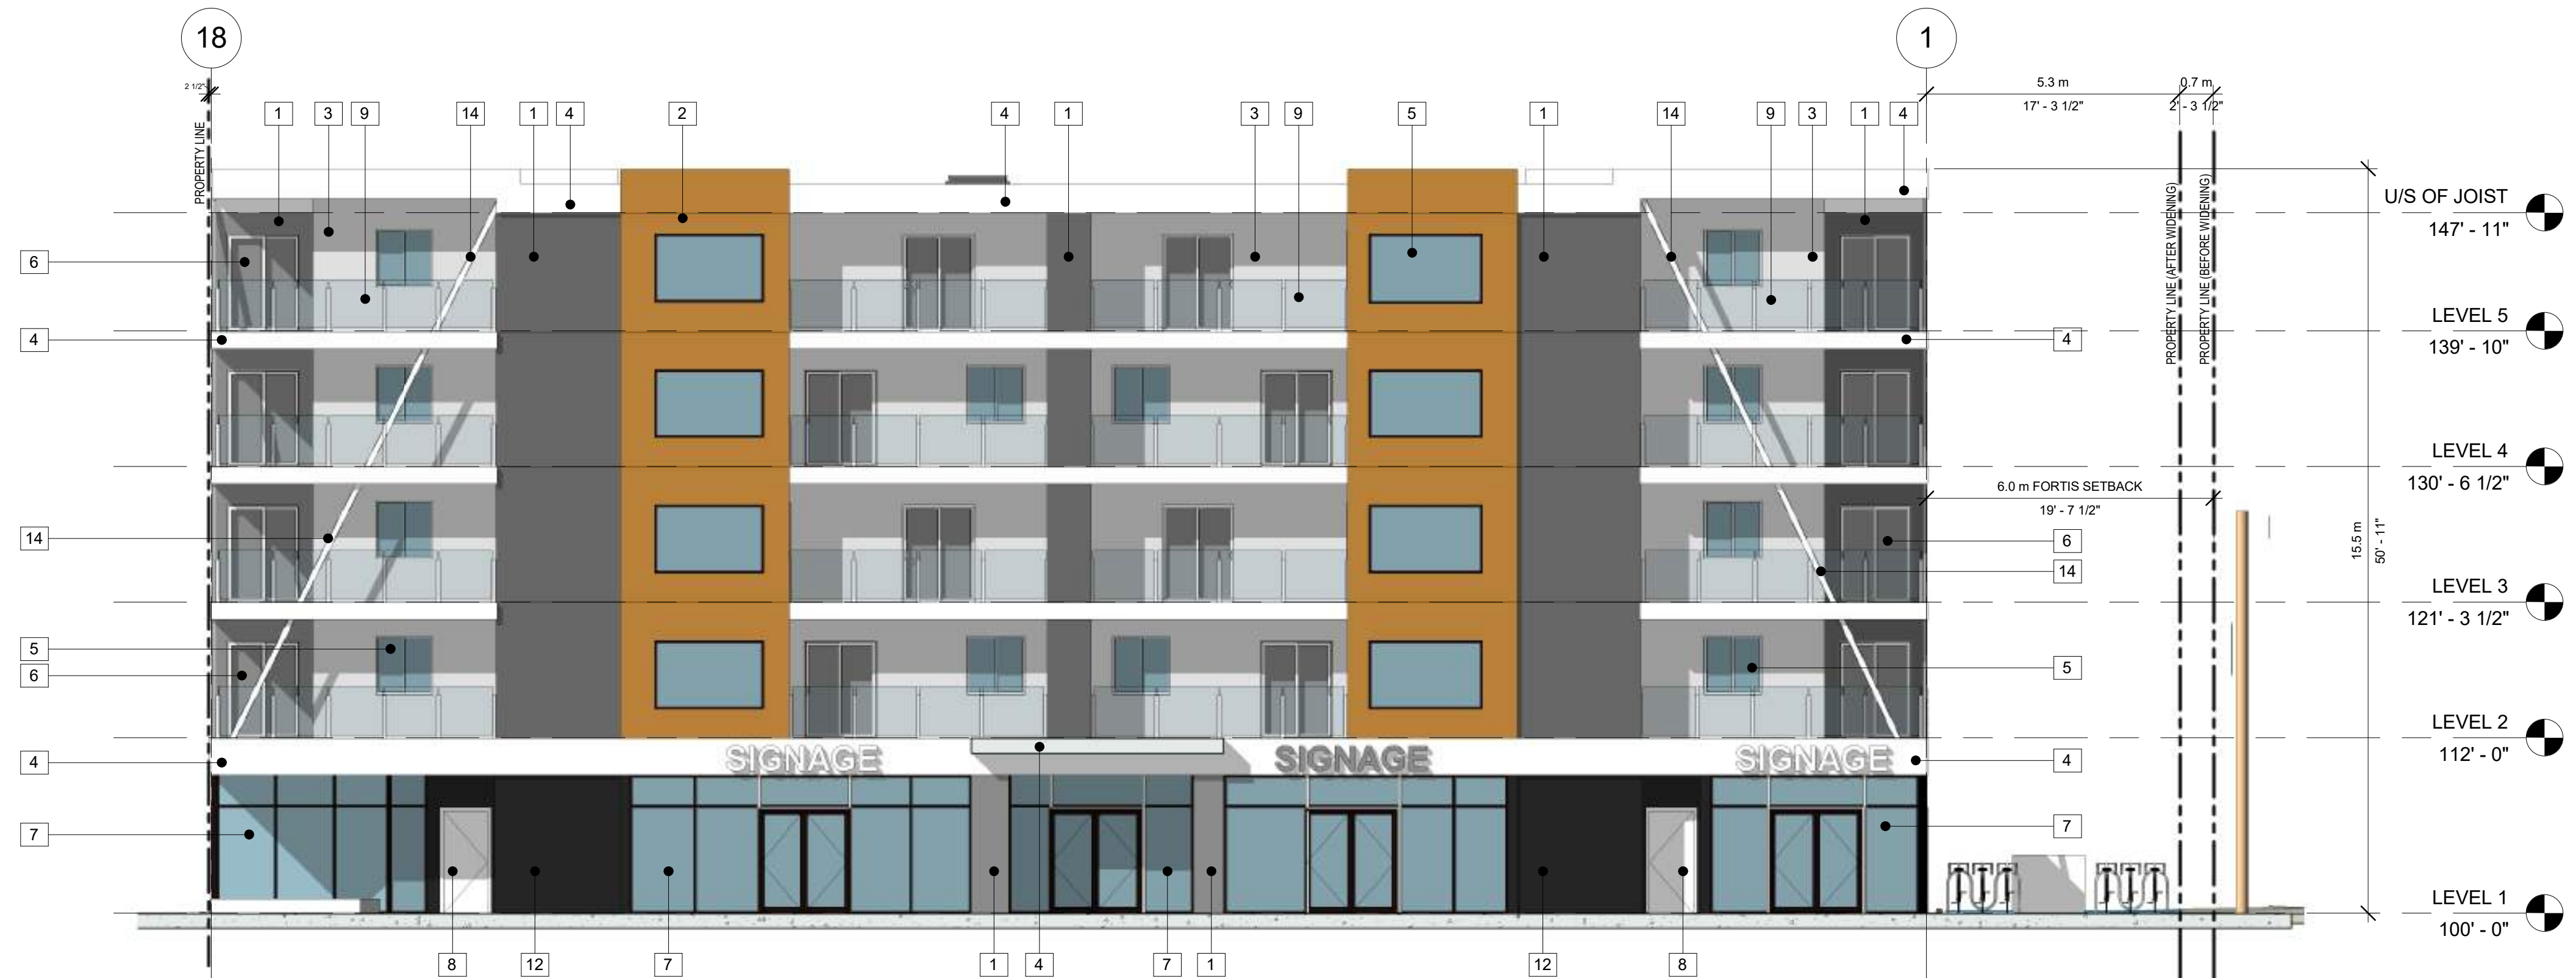 18
1
2 1/2"
5.3 m
0.7 m
17' - 3 1/2"
2' - 3 1/2"
1
3
9
14
1
4
2
4
1
3
9
5
1
14
9
3
1
4
PROPERTY LINE
PROPERTY LINE (AFTER WIDENING)
PROPERTY LINE (BEFORE WIDENING)
U/S OF JOIST
147' - 11"
6
LEVEL 5
139' - 10"
4
4
LEVEL 4
130' - 6 1/2"
6.0 m FORTIS SETBACK
19' - 7 1/2"
14
6
14
15.5 m
50' - 11"
LEVEL 3
121' - 3 1/2"
5
6
5
LEVEL 2
112' - 0"
SIGNAGE
SIGNAGE
SIGNAGE
4
4
7
7
LEVEL 1
100' - 0"
8
12
7
1
4
7
1
12
8